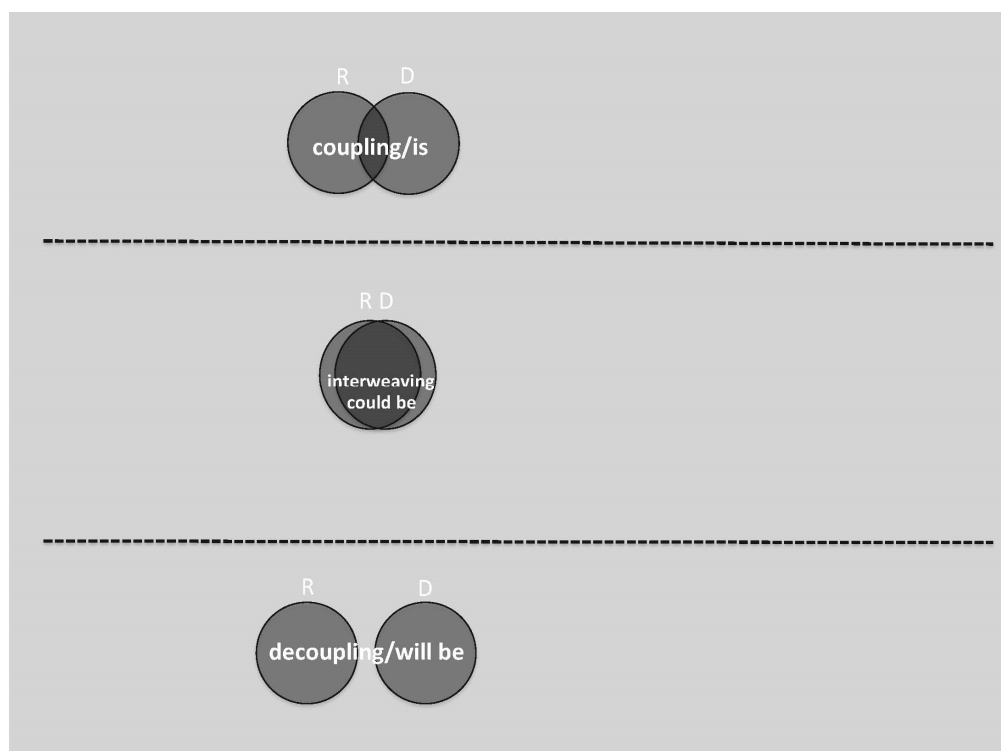 R D
coupling/is
R D
interweaving
could be
R D
decoupling/will be